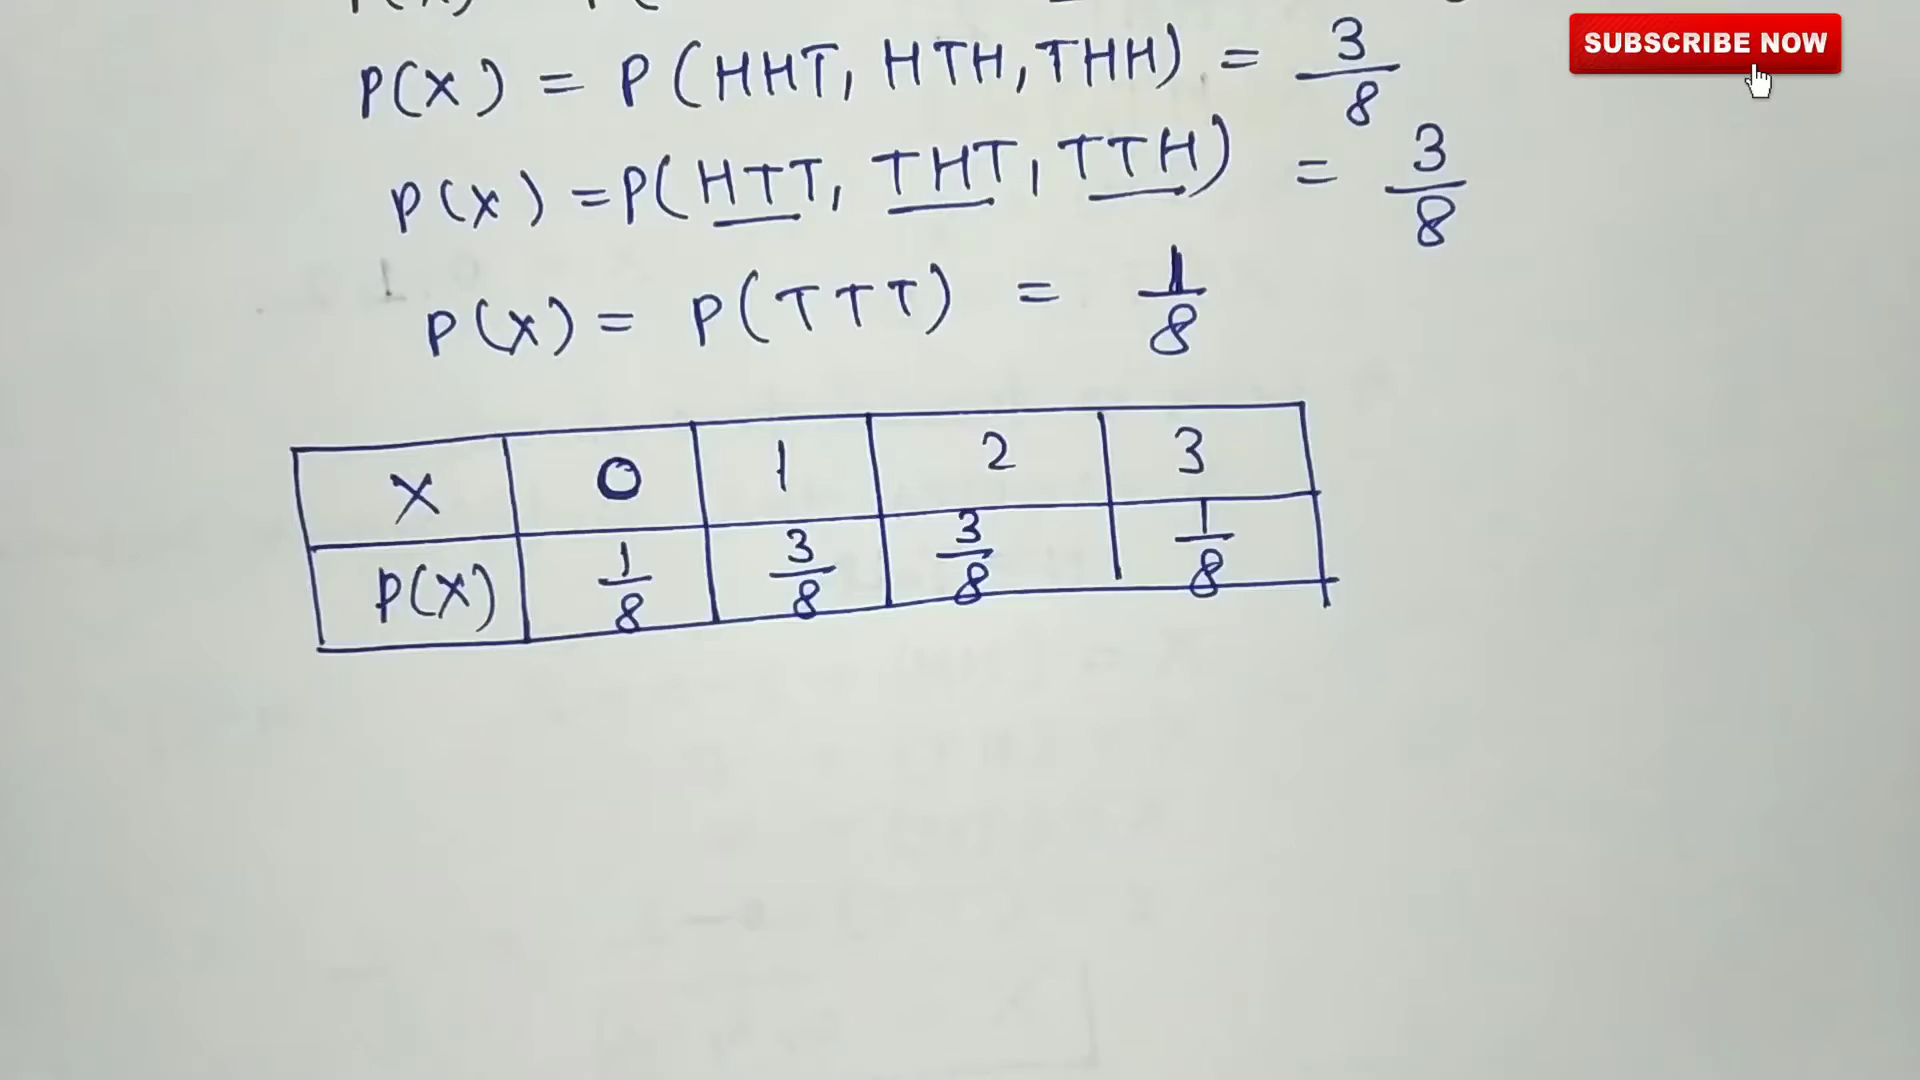 SUBSCRIBE NOW
P(X) = P(HHT, HTH, THH) = 3/8
P(X) = P(HTT, THT, TTH) = 3/8
P(X) = P(TTT) = 1/8
X 0 1 2 3
P(X) 1/8 3/8 3/8 1/8